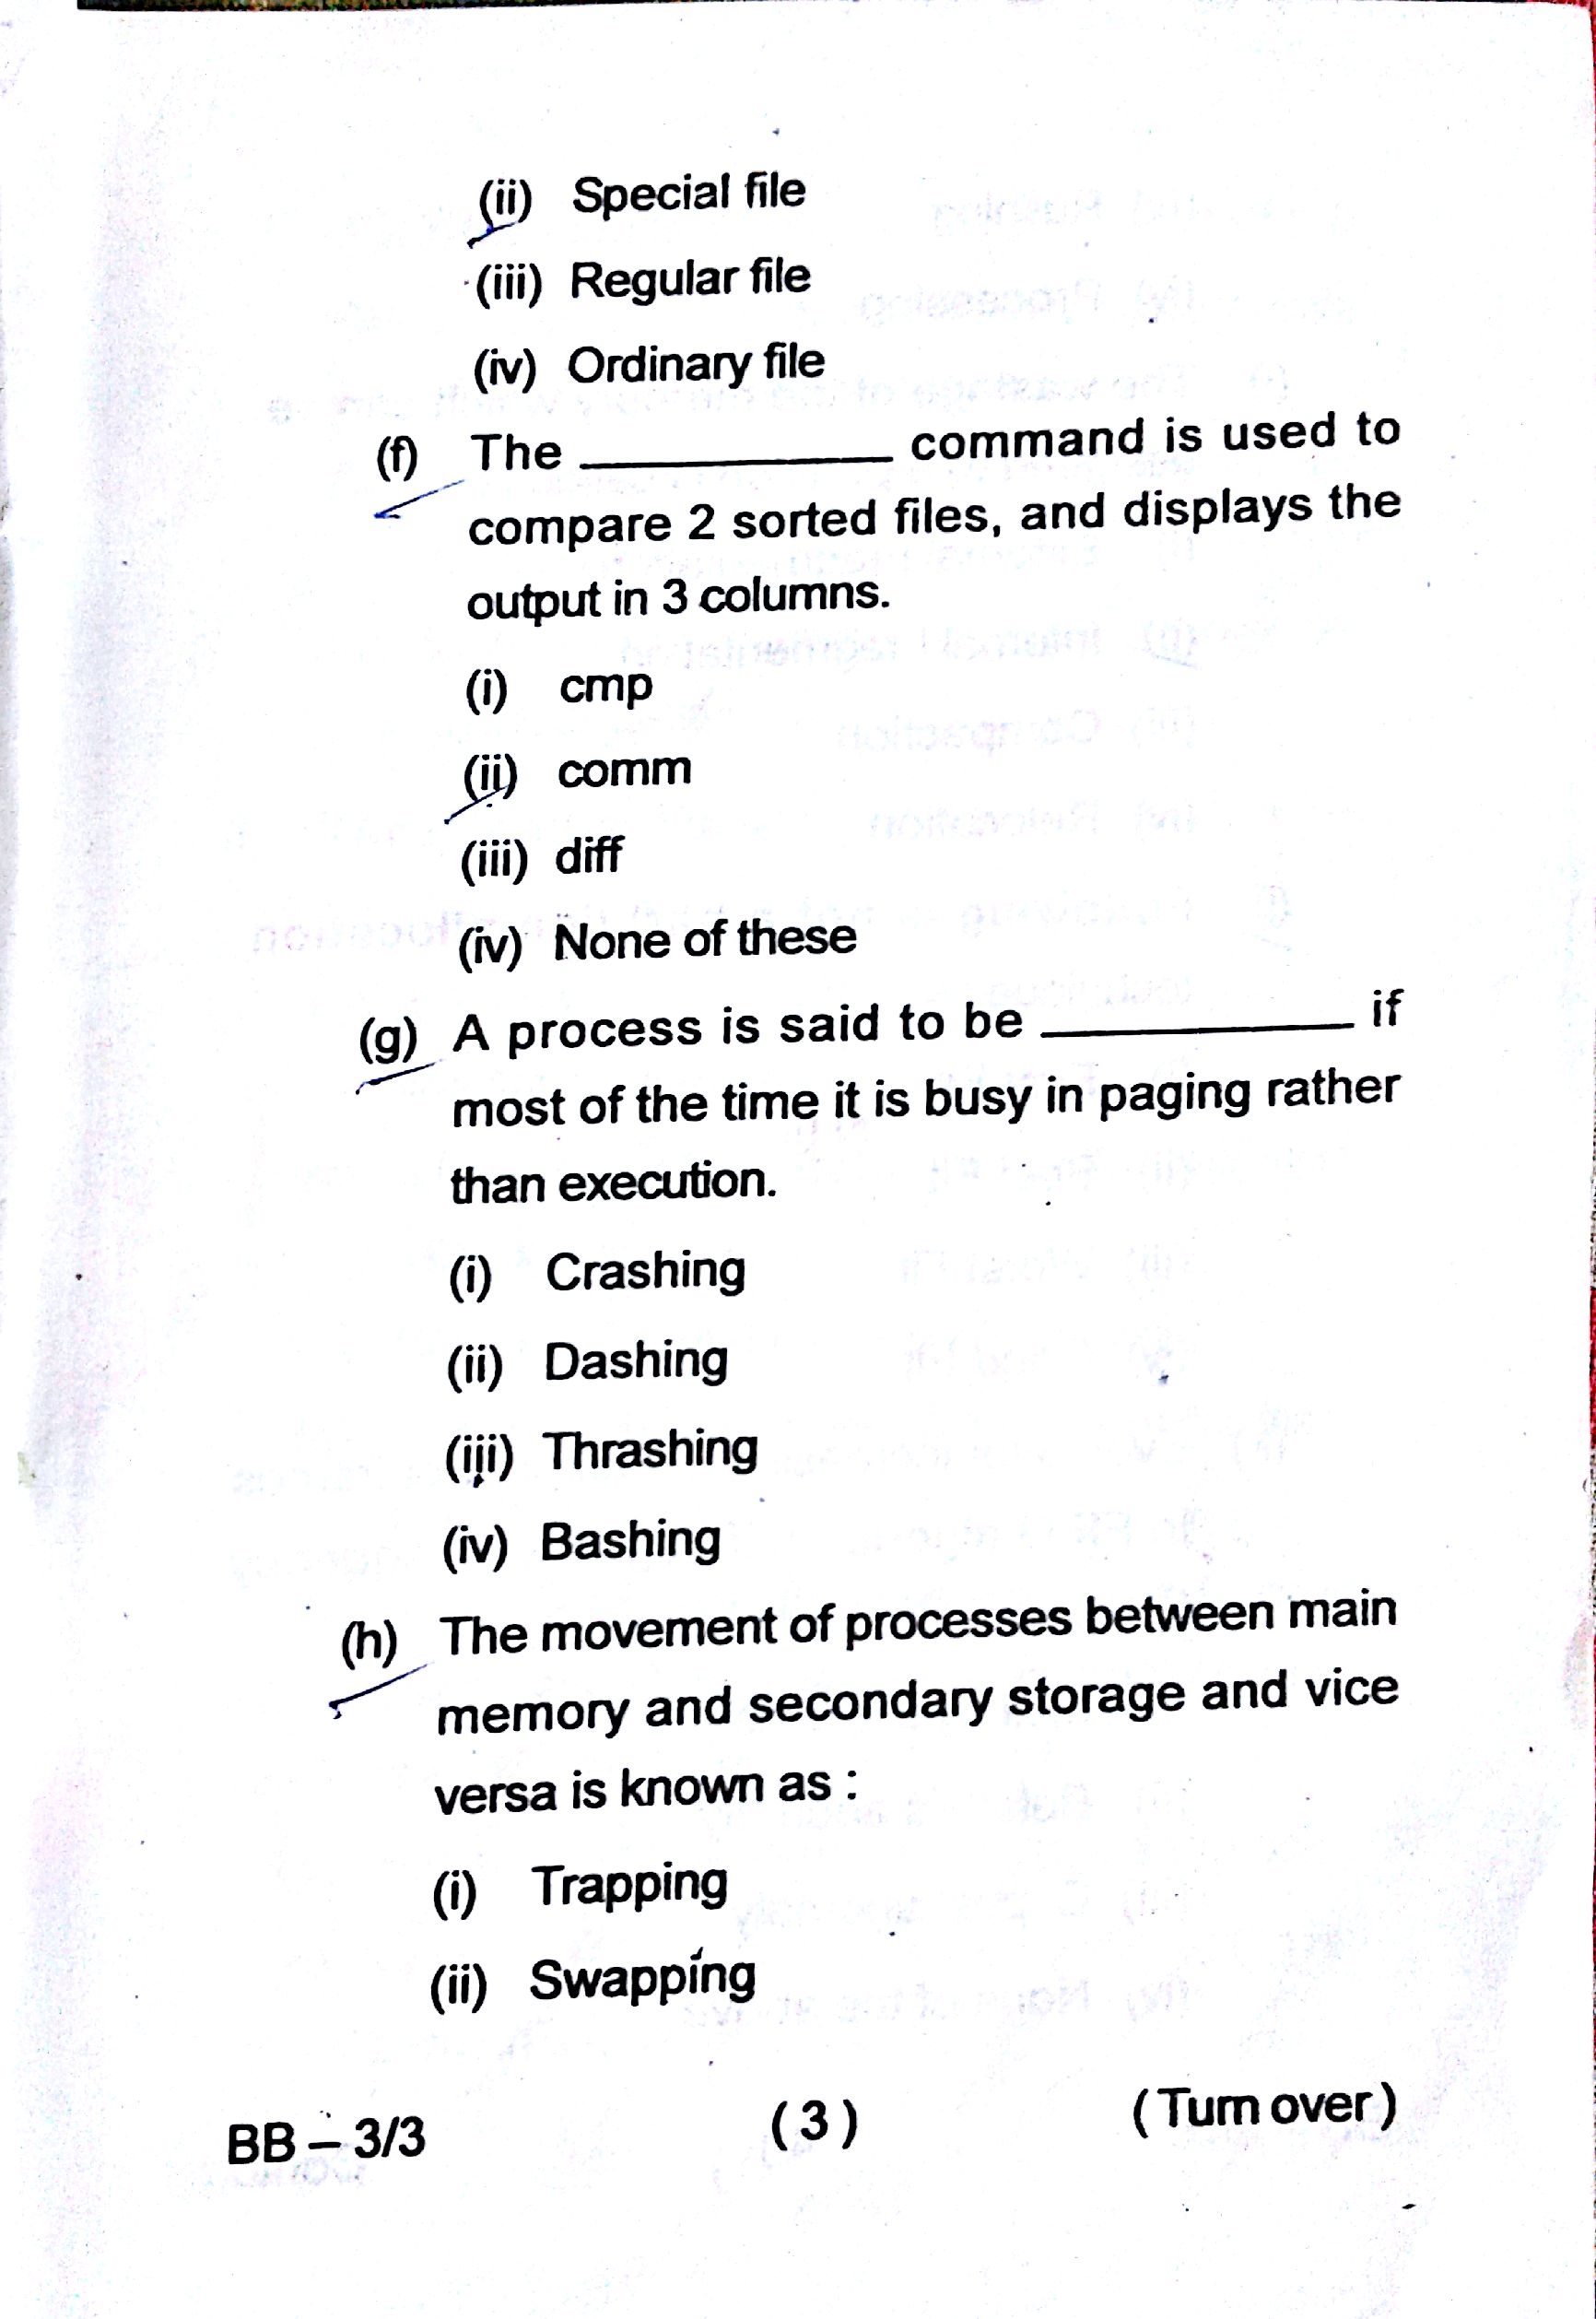 (ii) Special file
(iii) Regular file
(iv) Ordinary file
(f) The __________ command is used to
compare 2 sorted files, and displays the
output in 3 columns.
(i) cmp
(ii) comm
(iii) diff
(iv) None of these
(g) A process is said to be __________ if
most of the time it is busy in paging rather
than execution.
(i) Crashing
(ii) Dashing
(iii) Thrashing
(iv) Bashing
(h) The movement of processes between main
memory and secondary storage and vice
versa is known as :
(i) Trapping
(ii) Swapping
BB – 3/3 (3) (Turn over)